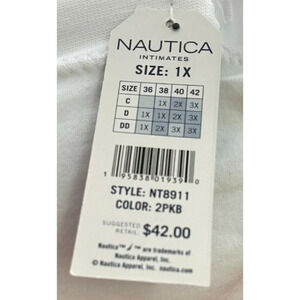 NAUTICA
INTIMATES
SIZE: 1X
SIZE 36 38 40 42
C 1X 2X 3X
D 1X 1X 2X 3X
DD 1X 2X 3X 3X
1 95838 01939 0
STYLE: NT8911
COLOR: 2PKB
SUGGESTED
RETAIL $42.00
Nautica™ are trademarks of
Nautica Apparel, Inc.
© Nautica Apparel, Inc. nautica.com